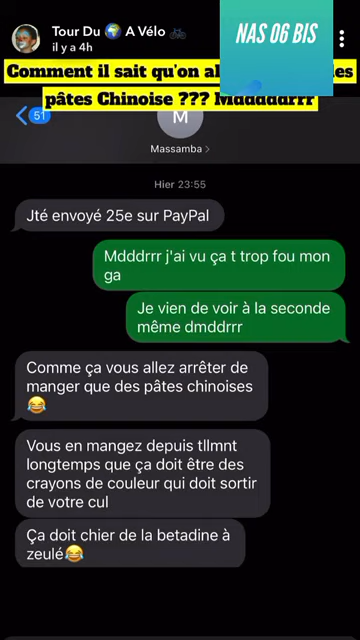 Tour Du 🌍 A Vélo 🚲
il y a 4h
NAS 06 BIS
Comment il sait qu'on
pâtes Chinoise ??? Mdddddrrr
51
M
Massamba
Hier 23:55
Jté envoyé 25e sur PayPal
Mdddrrr j'ai vu ça t trop fou mon
ga
Je vien de voir à la seconde
même dmddrrr
Comme ça vous allez arrêter de
manger que des pâtes chinoises
😂
Vous en mangez depuis tllmnt
longtemps que ça doit être des
crayons de couleur qui doit sortir
de votre cul
Ça doit chier de la betadine à
zeulé😂